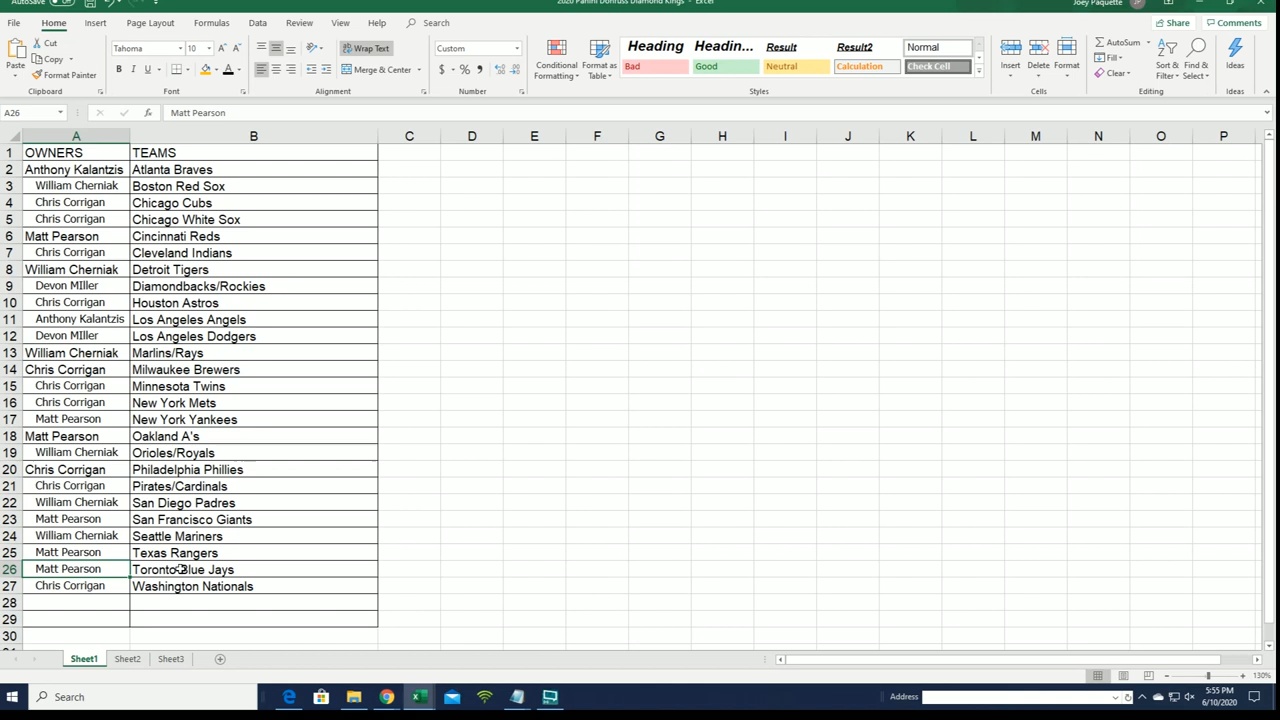 AutoSave Off 2020 Panini Donruss Diamond Kings - Excel Joey Paquette JP
File Home Insert Page Layout Formulas Data Review View Help Search Share Comments
Paste Cut Copy Format Painter Clipboard
Tahoma 10 A A B I U A Font
Wrap Text Merge & Center Alignment
Custom $ % , Number
Conditional Formatting Format as Table
Heading Headin... Result Result2 Normal
Bad Good Neutral Calculation Check Cell
Styles
Insert Delete Format Cells
AutoSum Fill Clear Sort & Filter Find & Select Editing
Ideas Ideas
A26 fx Matt Pearson
A B C D E F G H I J K L M N O P
1 OWNERS TEAMS
2 Anthony Kalantzis Atlanta Braves
3 William Cherniak Boston Red Sox
4 Chris Corrigan Chicago Cubs
5 Chris Corrigan Chicago White Sox
6 Matt Pearson Cincinnati Reds
7 Chris Corrigan Cleveland Indians
8 William Cherniak Detroit Tigers
9 Devon MIller Diamondbacks/Rockies
10 Chris Corrigan Houston Astros
11 Anthony Kalantzis Los Angeles Angels
12 Devon MIller Los Angeles Dodgers
13 William Cherniak Marlins/Rays
14 Chris Corrigan Milwaukee Brewers
15 Chris Corrigan Minnesota Twins
16 Chris Corrigan New York Mets
17 Matt Pearson New York Yankees
18 Matt Pearson Oakland A's
19 William Cherniak Orioles/Royals
20 Chris Corrigan Philadelphia Phillies
21 Chris Corrigan Pirates/Cardinals
22 William Cherniak San Diego Padres
23 Matt Pearson San Francisco Giants
24 William Cherniak Seattle Mariners
25 Matt Pearson Texas Rangers
26 Matt Pearson Toronto Blue Jays
27 Chris Corrigan Washington Nationals
28
29
30
Sheet1 Sheet2 Sheet3
130%
Search Address 5:55 PM
6/10/2020